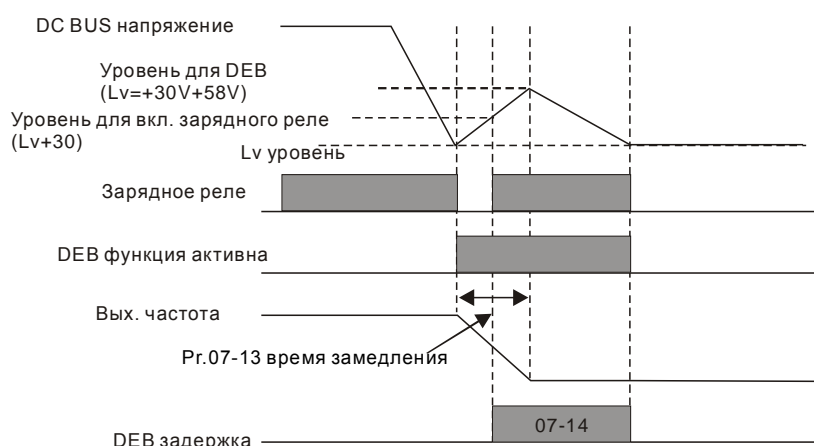 DC BUS напряжение
Уровень для DEB
(Lv=+30V+58V)
Уровень для вкл. зарядного реле
(Lv+30)
Lv уровень
Зарядное реле
DEB функция активна
Вых. частота
Pr.07-13 время замедления
07-14
DEB задержка